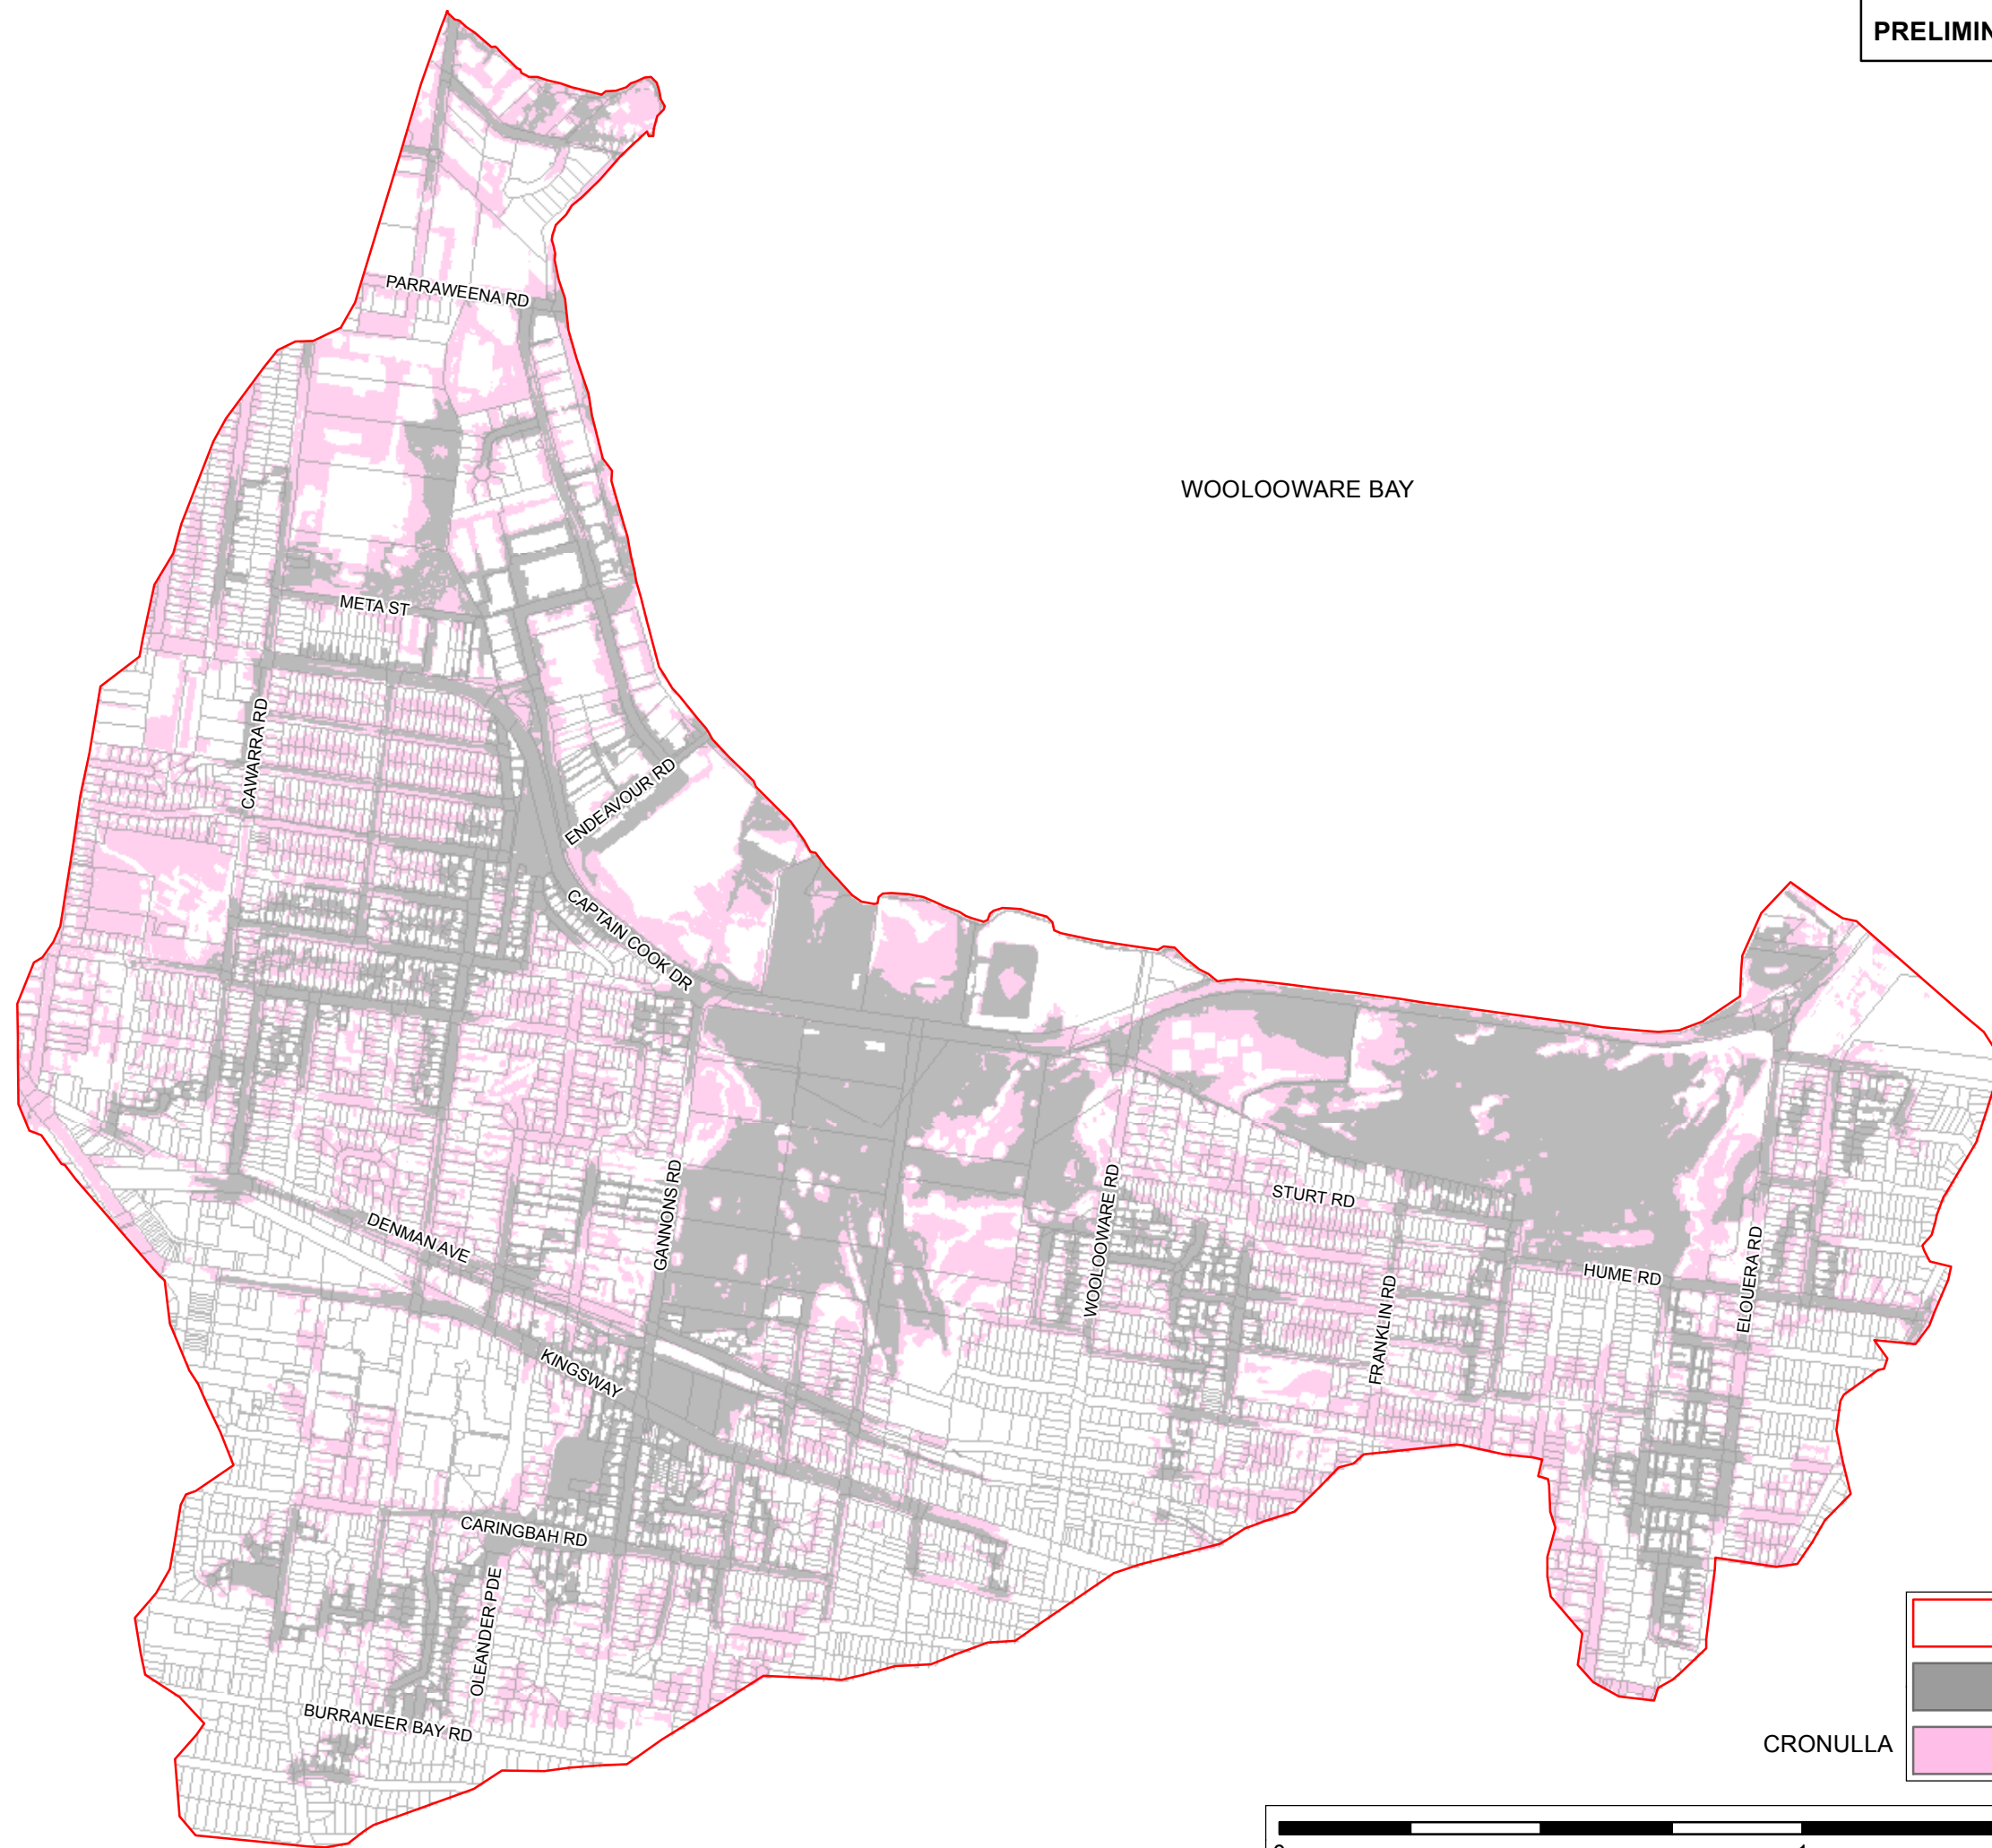 PRELIMIN
PARRAWEENA RD
WOOLOOWARE BAY
META ST
CAWARRA RD
ENDEAVOUR RD
CAPTAIN COOK DR
GANNONS RD
WOOLOOWARE RD
STURT RD
DENMAN AVE
HUME RD
ELOUERA RD
FRANKLIN RD
KINGSWAY
CARINGBAH RD
OLEANDER PDE
BURRANEER BAY RD
CRONULLA